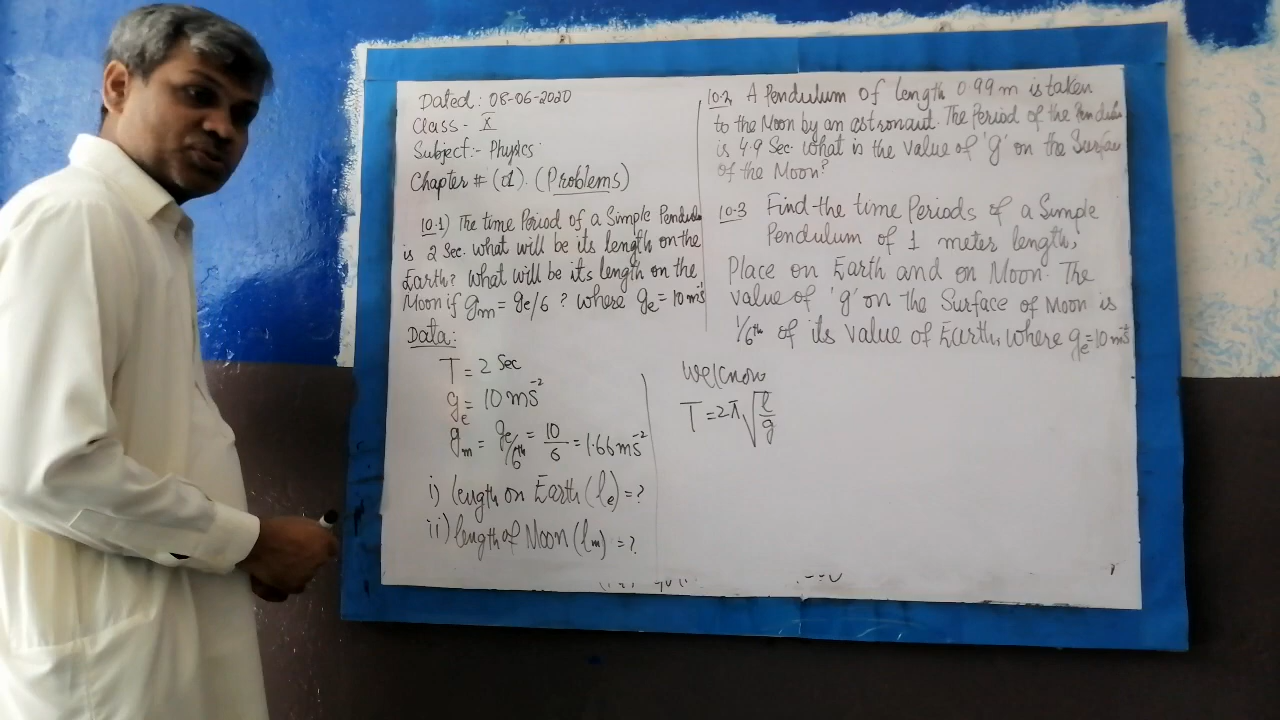 Dated: 08-06-2020
Class - X
Subject:- Physics
Chapter # (01). (Problems)
10.1) The time Period of a Simple Pendulu
is 2 Sec. what will be its length on the
Earth? What will be its length on the
Moon if gm = ge/6 ? where ge = 10 ms⁻²
Data:
T = 2 Sec
ge = 10 ms⁻²
gm = ge/6th = 10/6 = 1.66 ms⁻²
i) length on Earth (le) = ?
ii) length of Moon (lm) = ?
10.2 A Pendulum of length 0.99 m is taken
to the Moon by an astronaut. The Period of the Pendulu
is 4.9 Sec. what is the value of 'g' on the Surface
of the Moon?
10.3 Find the time Periods of a Simple
Pendulum of 1 meter length,
Place on Earth and on Moon. The
value of 'g' on the Surface of Moon is
1/6th of its value of Earth, where ge = 10 ms⁻²
we know
T = 2π√(l/g)